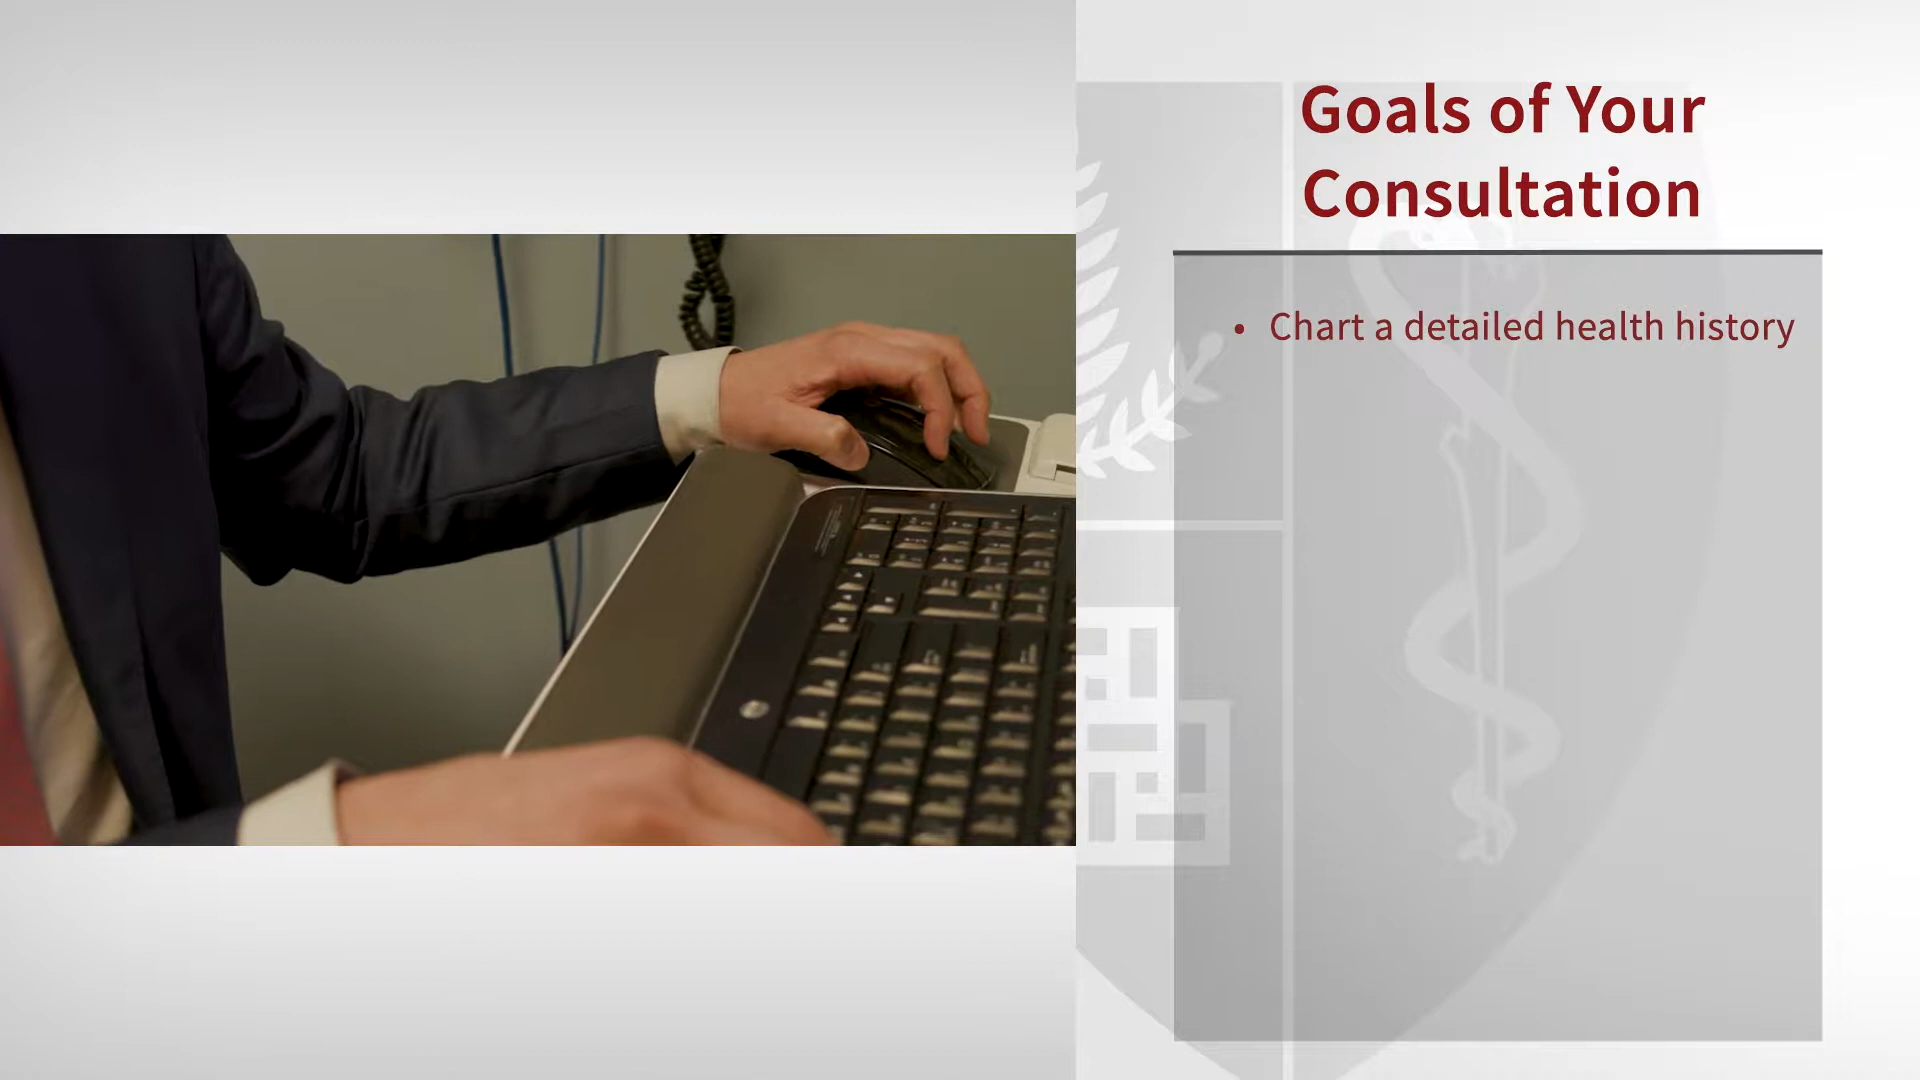 Goals of Your
Consultation
• Chart a detailed health history